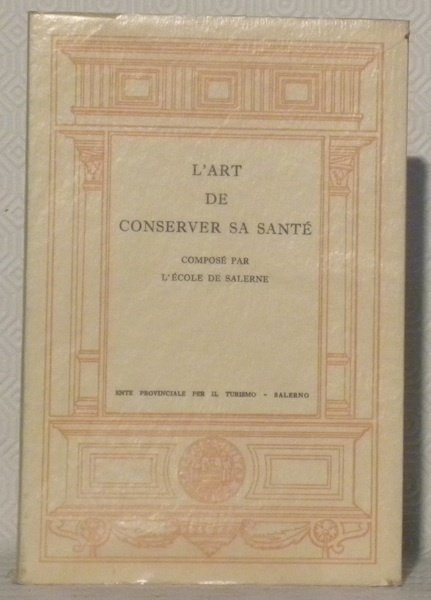 L'ART
DE
CONSERVER SA SANTÉ
COMPOSÉ PAR
L'ÉCOLE DE SALERNE
ENTE PROVINCIALE PER IL TURISMO - SALERNO